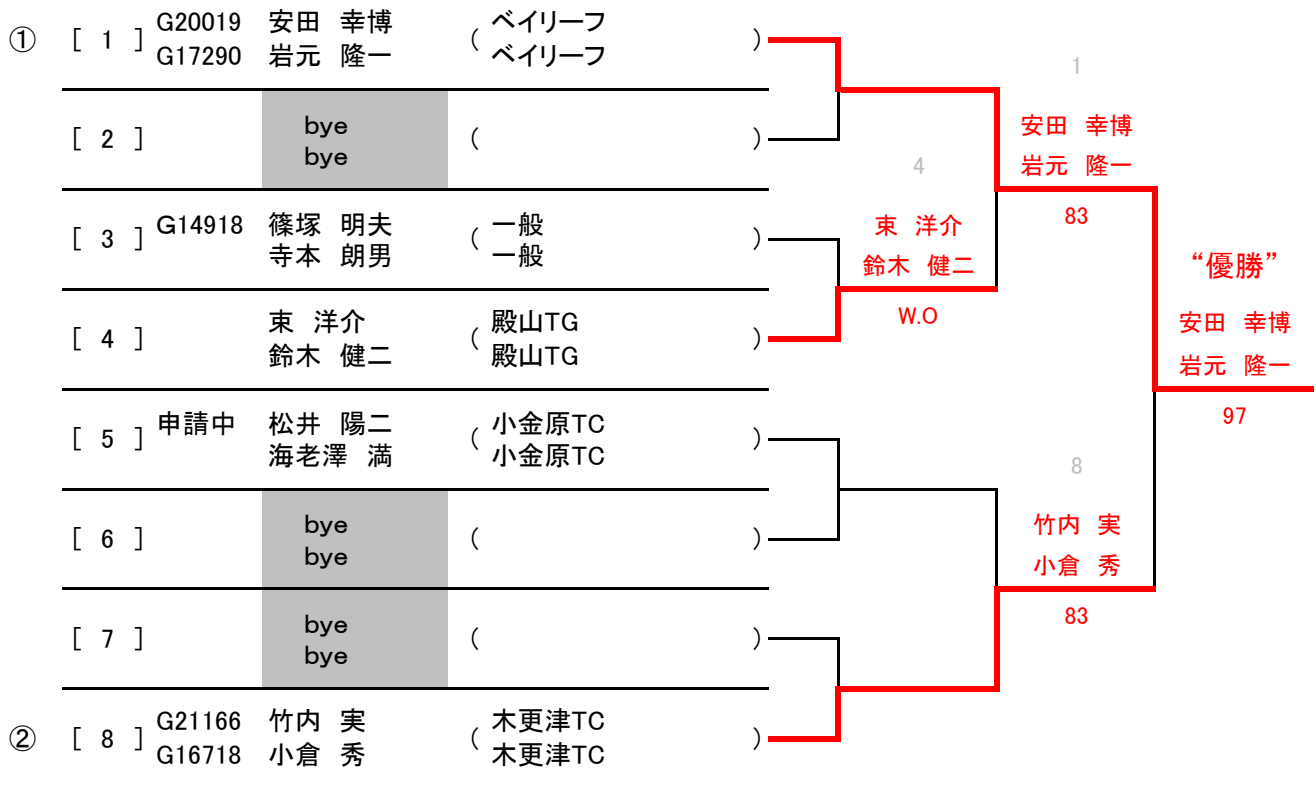 ① [ 1 ] G20019 安田 幸博 ( ベイリーフ )
G17290 岩元 隆一 ベイリーフ
1
[ 2 ] bye ( )
bye
安田 幸博
岩元 隆一
83
4
[ 3 ] G14918 篠塚 明夫 ( 一般 )
寺本 朗男 一般
東 洋介
鈴木 健二
W.O
[ 4 ] 東 洋介 ( 殿山TG )
鈴木 健二 殿山TG
“優勝”
安田 幸博
岩元 隆一
97
[ 5 ] 申請中 松井 陽二 ( 小金原TC )
海老澤 満 小金原TC
8
[ 6 ] bye ( )
bye
竹内 実
小倉 秀
83
[ 7 ] bye ( )
bye
② [ 8 ] G21166 竹内 実 ( 木更津TC )
G16718 小倉 秀 木更津TC